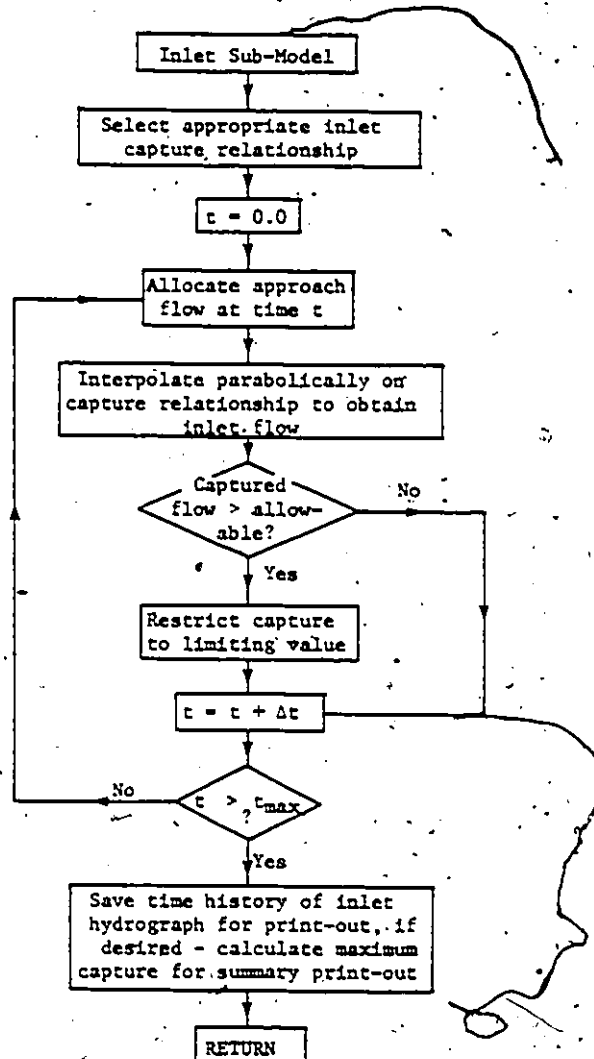 Inlet Sub-Model
Select appropriate inlet
capture relationship
t = 0.0
Allocate approach
flow at time t
Interpolate parabolically on
capture relationship to obtain
inlet flow
Captured
flow > allow-
able?
No
Yes
Restrict capture
to limiting value
t = t + Δt
No
t > tmax
?
Yes
Save time history of inlet
hydrograph for print-out, if
desired - calculate maximum
capture for summary print-out
RETURN